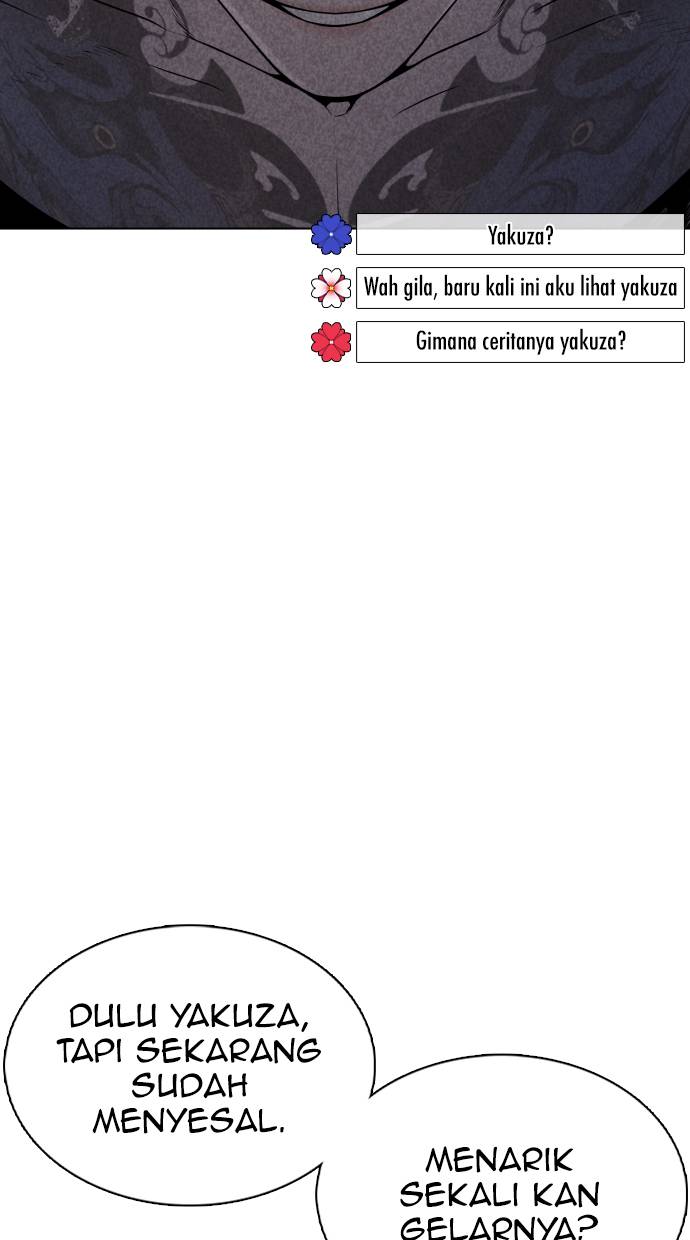 Yakuza?
Wah gila, baru kali ini aku lihat yakuza
Gimana ceritanya yakuza?
DULU YAKUZA,
TAPI SEKARANG
SUDAH
MENYESAL.
MENARIK
SEKALI KAN
GELARNYA?